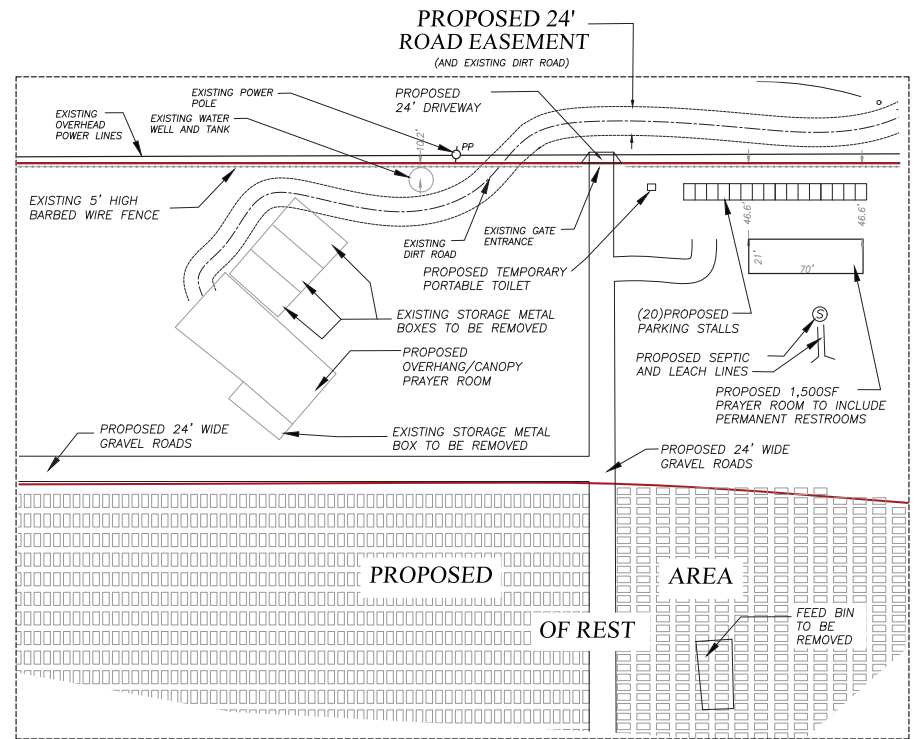 PROPOSED 24'
ROAD EASEMENT
(AND EXISTING DIRT ROAD)
EXISTING POWER
POLE
PROPOSED
24' DRIVEWAY
EXISTING
OVERHEAD
POWER LINES
EXISTING WATER
WELL AND TANK
10.2'
PP
EXISTING 5' HIGH
BARBED WIRE FENCE
EXISTING
DIRT ROAD
EXISTING GATE
ENTRANCE
PROPOSED TEMPORARY
PORTABLE TOILET
46.6'
46.6'
21'
70'
EXISTING STORAGE METAL
BOXES TO BE REMOVED
(20)PROPOSED
PARKING STALLS
S
PROPOSED
OVERHANG/CANOPY
PRAYER ROOM
PROPOSED SEPTIC
AND LEACH LINES
PROPOSED 1,500SF
PRAYER ROOM TO INCLUDE
PERMANENT RESTROOMS
PROPOSED 24' WIDE
GRAVEL ROADS
EXISTING STORAGE METAL
BOX TO BE REMOVED
PROPOSED 24' WIDE
GRAVEL ROADS
PROPOSED
AREA
OF REST
FEED BIN
TO BE
REMOVED